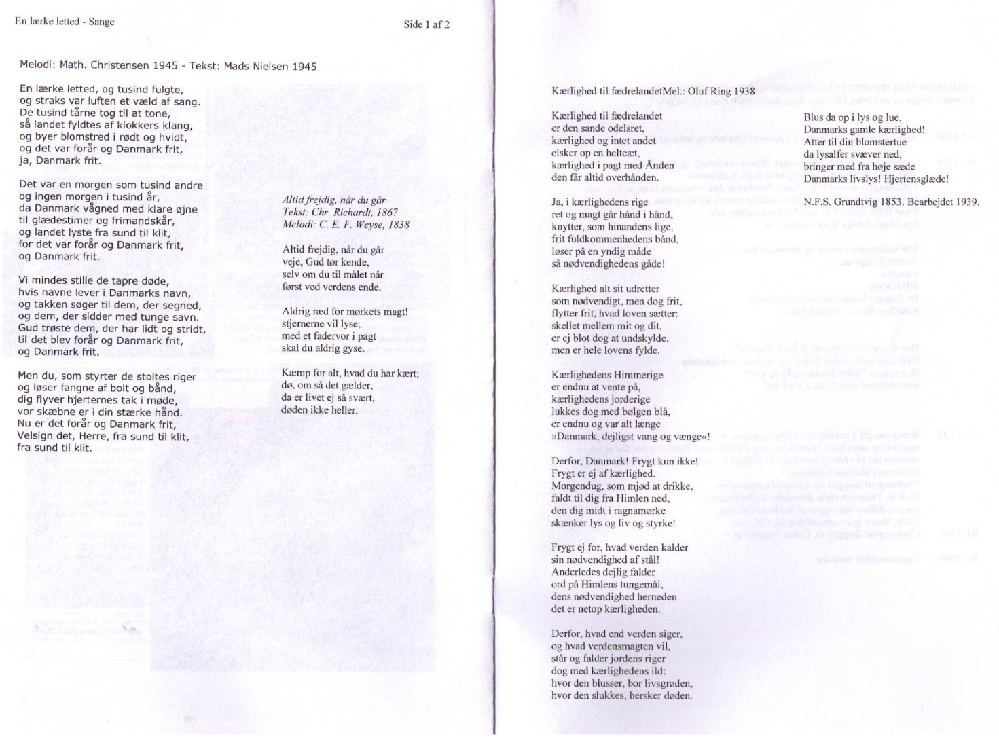 En lærke letted - Sange
Side 1 af 2
Melodi: Math. Christensen 1945 - Tekst: Mads Nielsen 1945
En lærke letted, og tusind fulgte,
og straks var luften et væld af sang.
De tusind tårne tog til at tone,
så landet fyldtes af klokkers klang,
og byer blomstred i rødt og hvidt,
og det var forår og Danmark frit,
ja, Danmark frit.
Det var en morgen som tusind andre
og ingen morgen i tusind år,
da Danmark vågned med klare øjne
til glædestimer og frimandskår,
og landet lyste fra sund til klit,
for det var forår og Danmark frit,
og Danmark frit.
Vi mindes stille de tapre døde,
hvis navne lever i Danmarks navn,
og takken søger til dem, der segned,
og dem, der sidder med tunge savn.
Gud trøste dem, der har lidt og stridt,
til det blev forår og Danmark frit,
og Danmark frit.
Men du, som styrter de stoltes riger
og løser fangne af bolt og bånd,
dig flyver hjerternes tak i møde,
vor skæbne er i din stærke hånd.
Nu er det forår og Danmark frit,
Velsign det, Herre, fra sund til klit,
fra sund til klit.
Altid frejdig, når du går
Tekst: Chr. Richardt, 1867
Melodi: C. E. F. Weyse, 1838
Altid frejdig, når du går
veje, Gud tør kende,
selv om du til målet når
først ved verdens ende.
Aldrig ræd for mørkets magt!
stjernerne vil lyse;
med et fadervor i pagt
skal du aldrig gyse.
Kæmp for alt, hvad du har kært;
dø, om så det gælder,
da er livet ej så svært,
døden ikke heller.
Kærlighed til fædrelandetMel.: Oluf Ring 1938
Kærlighed til fædrelandet
er den sande odelsret,
kærlighed og intet andet
elsker op en helteæt,
kærlighed i pagt med Ånden
den får altid overhånden.
Ja, i kærlighedens rige
ret og magt går hånd i hånd,
knytter, som hinandens lige,
frit fuldkommenhedens bånd,
løser på en yndig måde
så nødvendighedens gåde!
Kærlighed alt sit udretter
som nødvendigt, men dog frit,
flytter frit, hvad loven sætter:
skellet mellem mit og dit,
er ej blot dog at undskylde,
men er hele lovens fylde.
Kærlighedens Himmerige
er endnu at vente på,
kærlighedens jorderige
lukkes dog med bølgen blå,
er endnu og var alt længe
»Danmark, dejligst vang og vænge«!
Derfor, Danmark! Frygt kun ikke!
Frygt er ej af kærlighed.
Morgendug, som mjød at drikke,
faldt til dig fra Himlen ned,
den dig midt i ragnamørke
skænker lys og liv og styrke!
Frygt ej for, hvad verden kalder
sin nødvendighed af stål!
Anderledes dejlig falder
ord på Himlens tungemål,
dens nødvendighed herneden
det er netop kærligheden.
Derfor, hvad end verden siger,
og hvad verdensmagten vil,
står og falder jordens riger
dog med kærlighedens ild:
hvor den blusser, bor livsgrøden,
hvor den slukkes, hersker døden.
Blus da op i lys og lue,
Danmarks gamle kærlighed!
Atter til din blomstertue
da lysalfer svæver ned,
bringer med fra høje sæde
Danmarks livslys! Hjertensglæde!
N.F.S. Grundtvig 1853. Bearbejdet 1939.